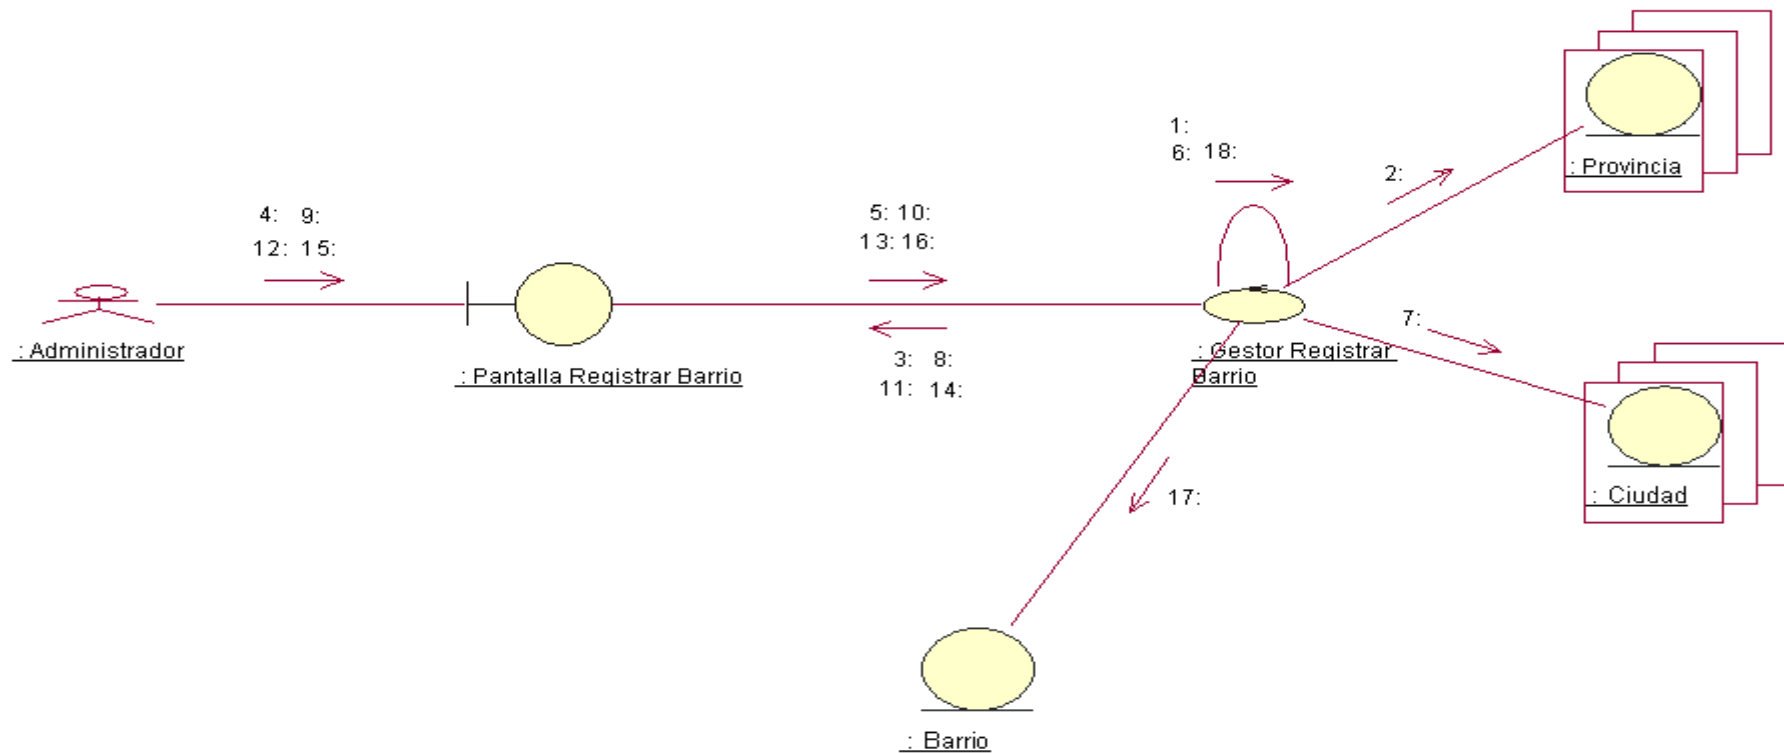 1:
6: 18:
2:
: Provincia
4: 9:
12: 15:
5: 10:
13: 16:
: Administrador
: Pantalla Registrar Barrio
3: 8:
11: 14:
: Gestor Registrar
Barrio
7:
: Ciudad
17:
: Barrio